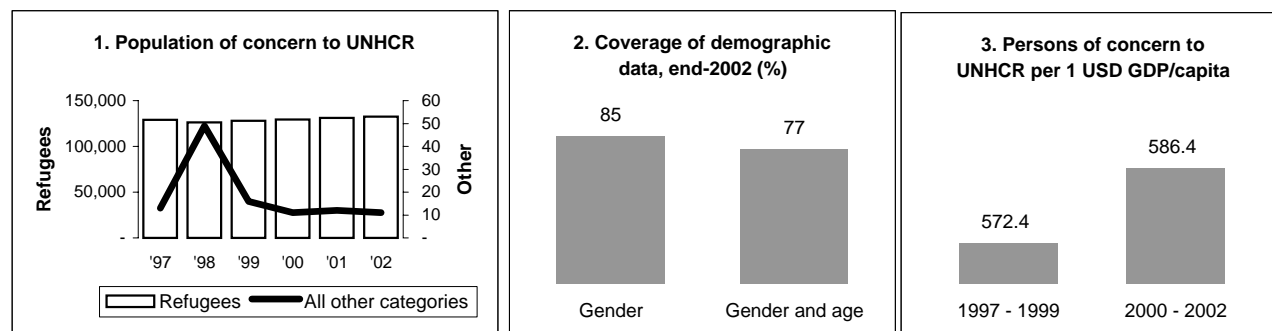 1. Population of concern to UNHCR
150,000
100,000
50,000
-
Refugees
60
50
40
30
20
10
-
Other
'97 '98 '99 '00 '01 '02
Refugees All other categories
2. Coverage of demographic
data, end-2002 (%)
85 77
Gender Gender and age
3. Persons of concern to
UNHCR per 1 USD GDP/capita
572.4 586.4
1997 - 1999 2000 - 2002